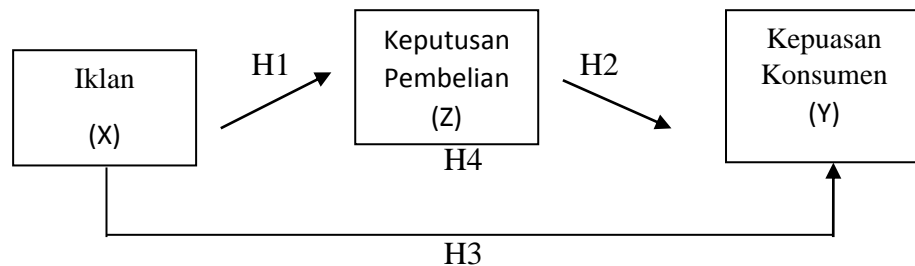 Iklan
(X)
H1
Keputusan
Pembelian
(Z)
H4
H2
Kepuasan
Konsumen
(Y)
H3